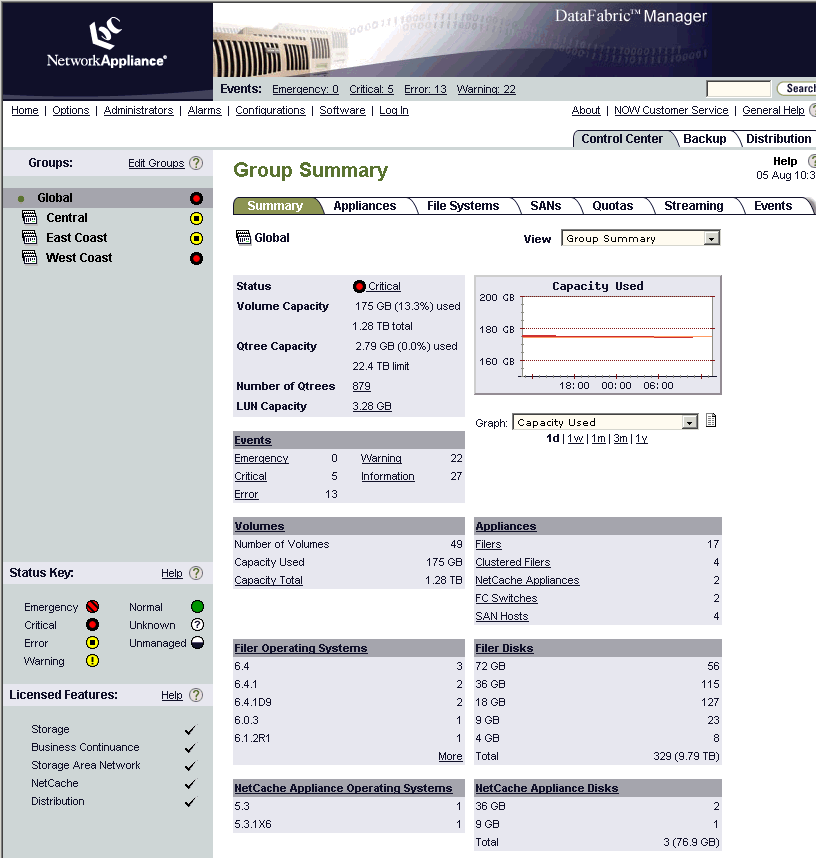 DataFabric™ Manager
NetworkAppliance®
Events: Emergency: 0 Critical: 5 Error: 13 Warning: 22
Search
Home | Options | Administrators | Alarms | Configurations | Software | Log In
About | NOW Customer Service | General Help ?
Control Center Backup Distribution
Groups: Edit Groups ?
Help ?
05 Aug 10:3
Group Summary
Global
Central
East Coast
West Coast
Summary Appliances File Systems SANs Quotas Streaming Events
Global
View Group Summary
Status Critical
Volume Capacity 175 GB (13.3%) used
1.28 TB total
Qtree Capacity 2.79 GB (0.0%) used
22.4 TB limit
Number of Qtrees 879
LUN Capacity 3.28 GB
Capacity Used
200 GB
180 GB
160 GB
18:00 00:00 06:00
Graph: Capacity Used
1d | 1w | 1m | 3m | 1y
Events
Emergency 0 Warning 22
Critical 5 Information 27
Error 13
Volumes
Number of Volumes 49
Capacity Used 175 GB
Capacity Total 1.28 TB
Appliances
Filers 17
Clustered Filers 4
NetCache Appliances 2
FC Switches 2
SAN Hosts 4
Filer Operating Systems
6.4 3
6.4.1 2
6.4.1D9 2
6.0.3 1
6.1.2R1 1
More
Filer Disks
72 GB 56
36 GB 115
18 GB 127
9 GB 23
4 GB 8
Total 329 (9.79 TB)
NetCache Appliance Operating Systems
5.3 1
5.3.1X6 1
NetCache Appliance Disks
36 GB 2
9 GB 1
Total 3 (76.9 GB)
Status Key: Help ?
Emergency Normal
Critical Unknown ?
Error Unmanaged
Warning !
Licensed Features: Help ?
Storage
Business Continuance
Storage Area Network
NetCache
Distribution